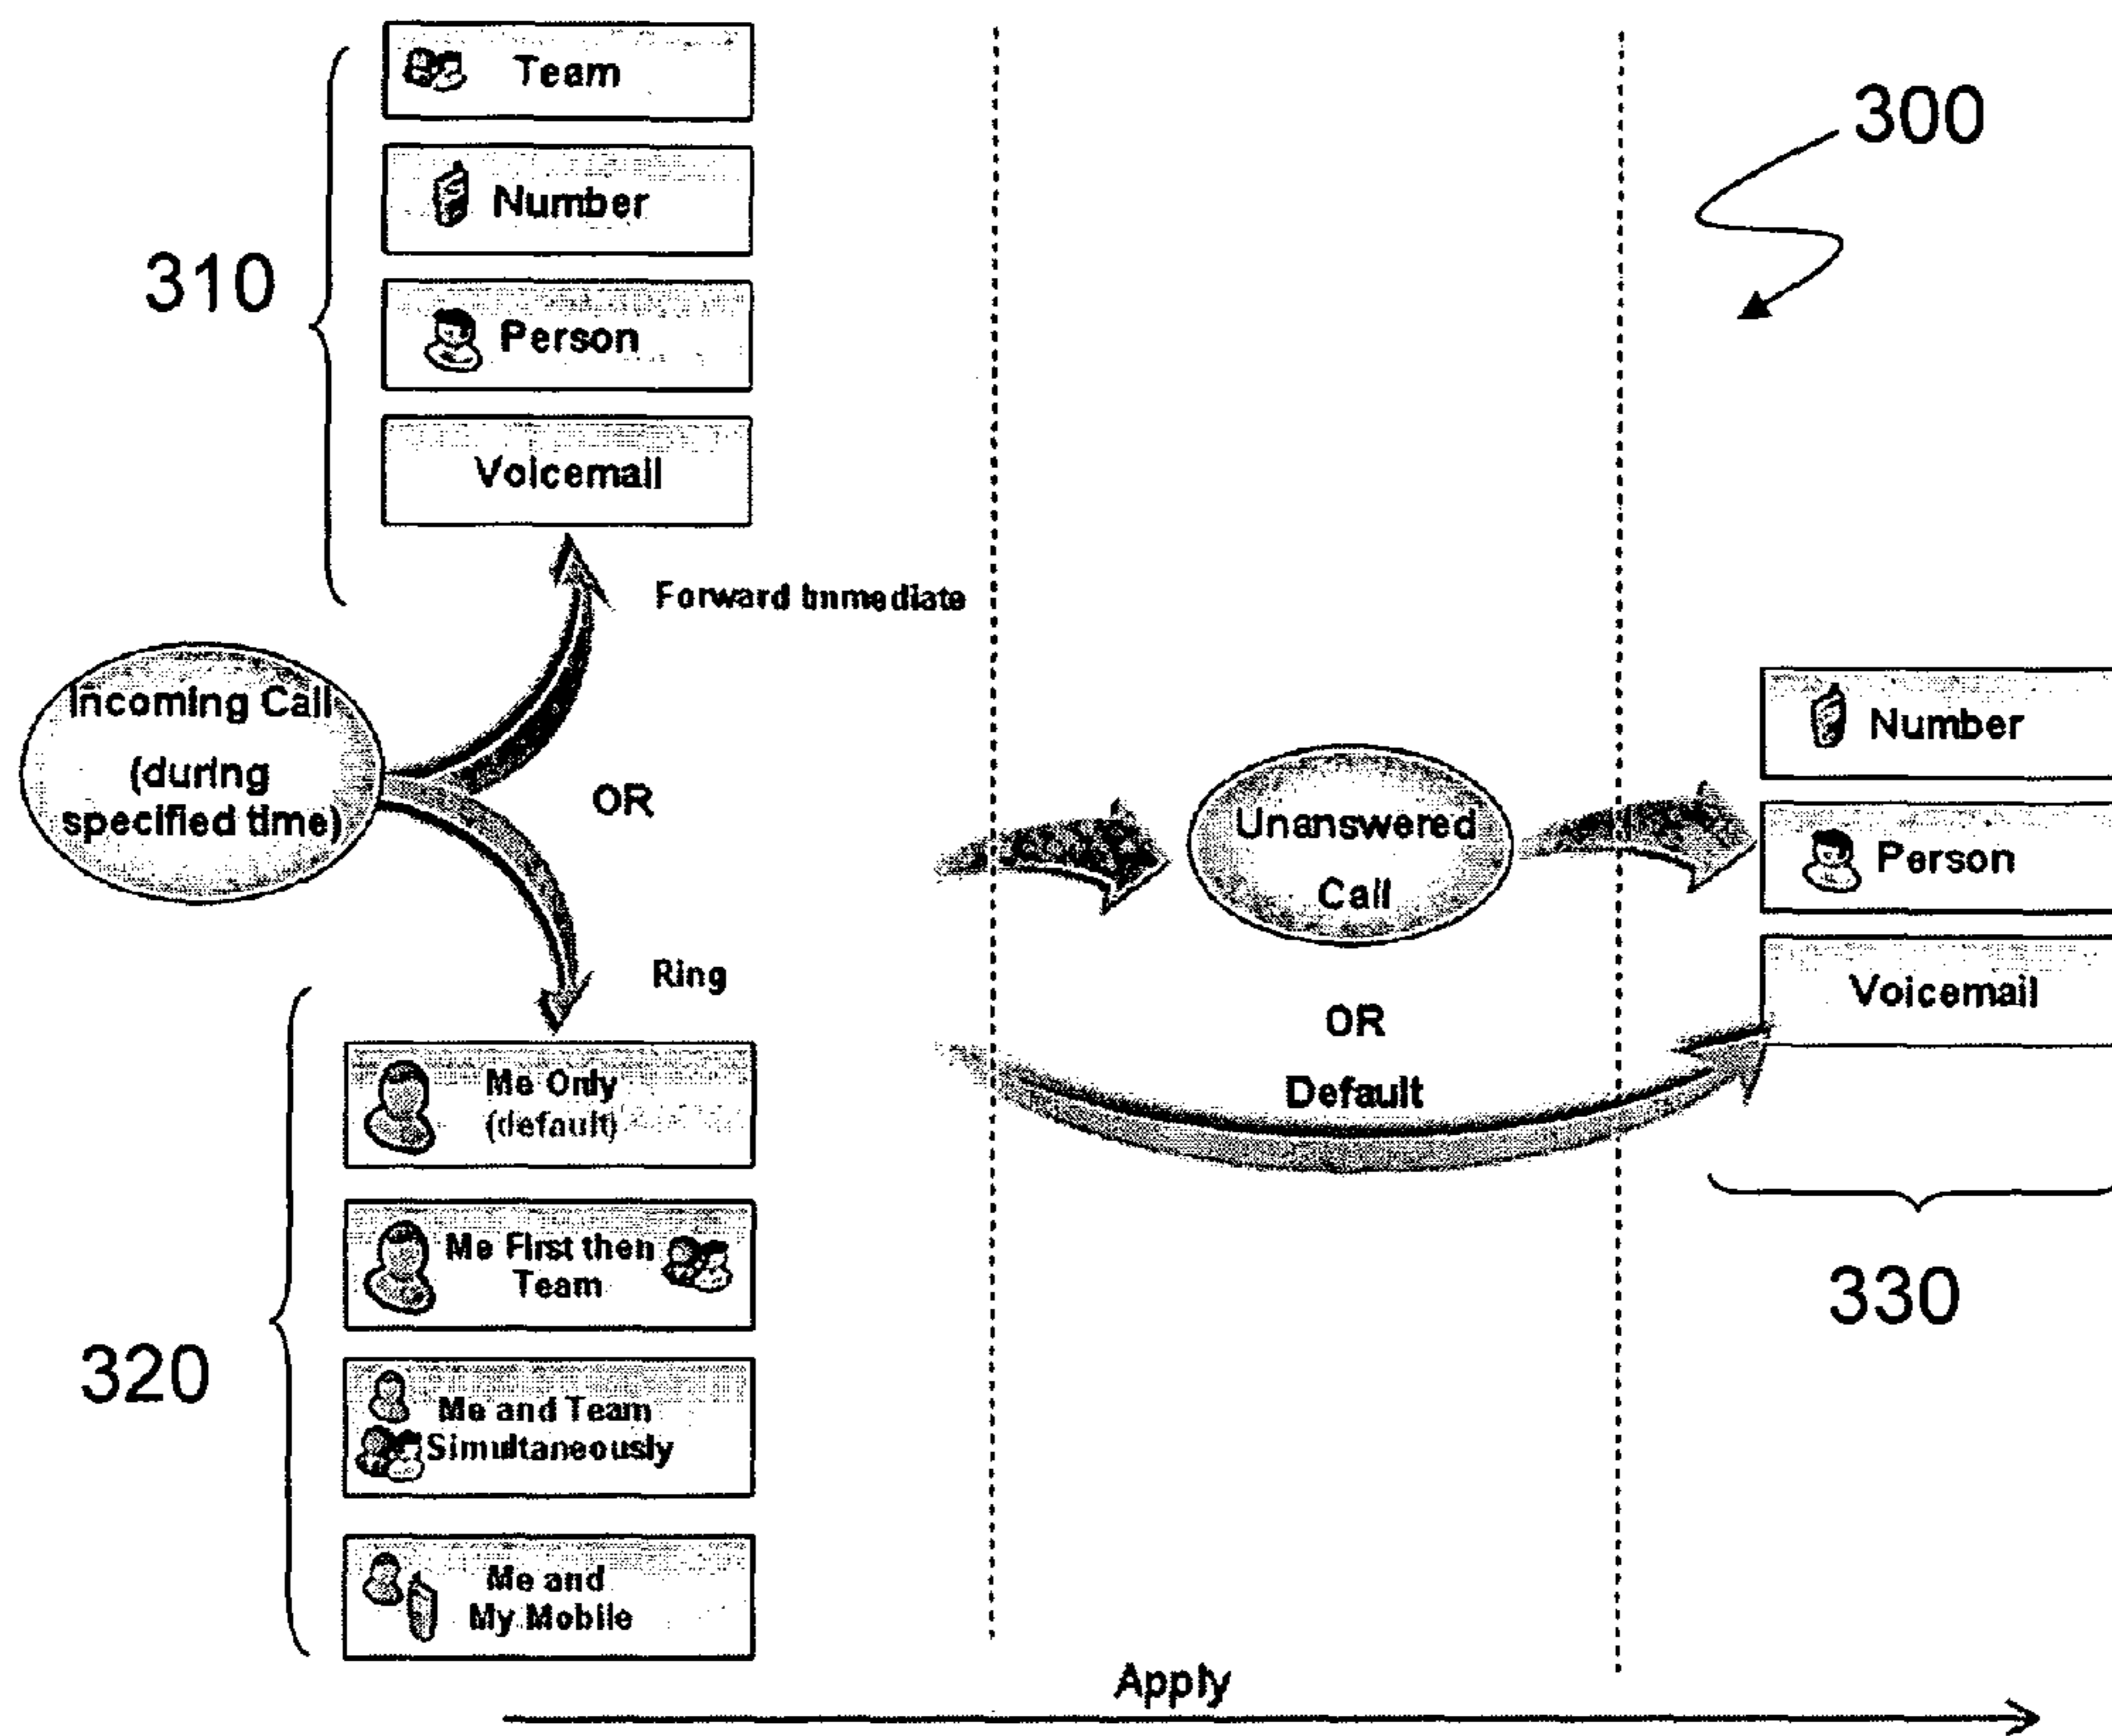 Team
300
Number
310
Person
Voicemail
Forward Immediate
Incoming Call
(during
specified time)
OR
Number
Unanswered
Call
Person
Ring
Voicemail
OR
Default
Me Only
(default)
Me First then
Team
330
320
Me and Team
Simultaneously
Me and
My Mobile
Apply